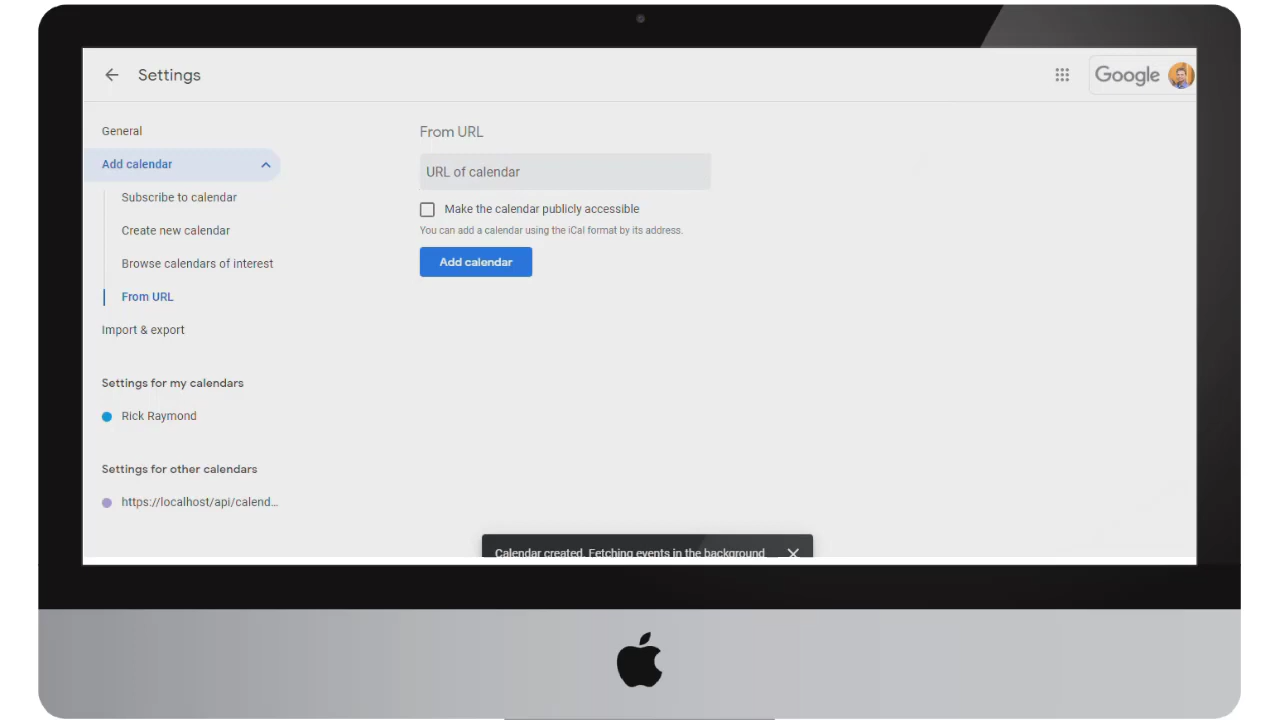 Settings
Google
General
Add calendar
Subscribe to calendar
Create new calendar
Browse calendars of interest
From URL
Import & export
Settings for my calendars
Rick Raymond
Settings for other calendars
https://localhost/api/calend...
From URL
URL of calendar
Make the calendar publicly accessible
You can add a calendar using the iCal format by its address.
Add calendar
Calendar created. Fetching events in the background